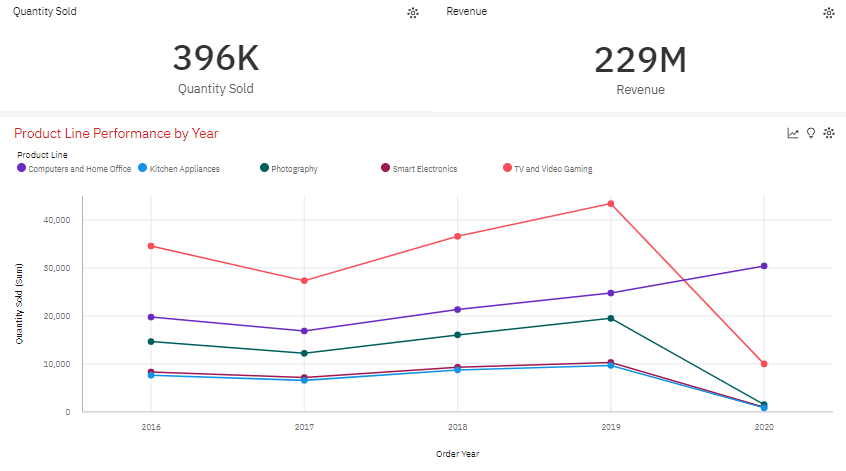 Quantity Sold
Revenue
396K
229M
Quantity Sold
Revenue
Product Line Performance by Year
Product Line
Computers and Home Office Kitchen Appliances Photography Smart Electronics TV and Video Gaming
40,000
30,000
20,000
10,000
0
Quantity Sold (Sum)
2016 2017 2018 2019 2020
Order Year